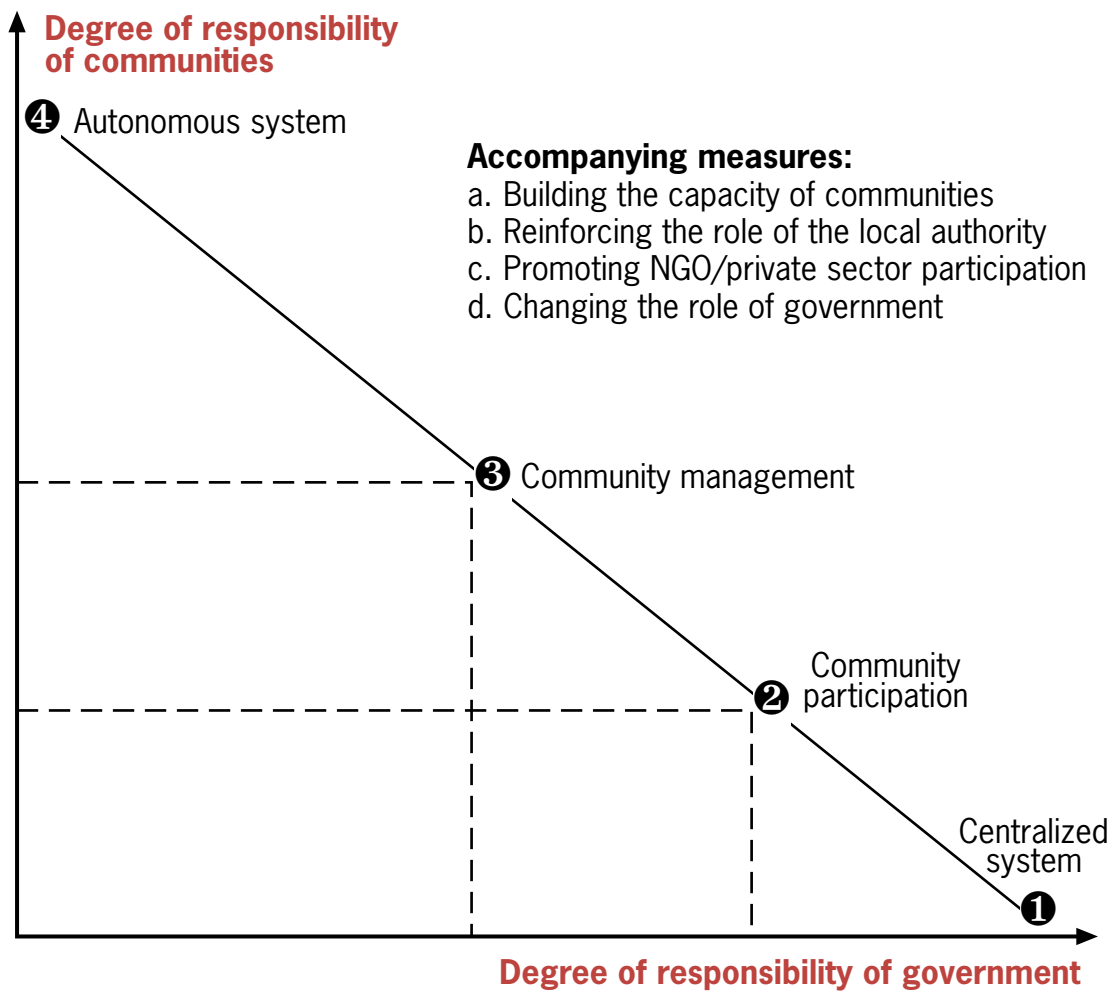 Degree of responsibility
of communities
❹ Autonomous system
Accompanying measures:
a. Building the capacity of communities
b. Reinforcing the role of the local authority
c. Promoting NGO/private sector participation
d. Changing the role of government
❸ Community management
Community
❷ participation
Centralized
system
❶
Degree of responsibility of government